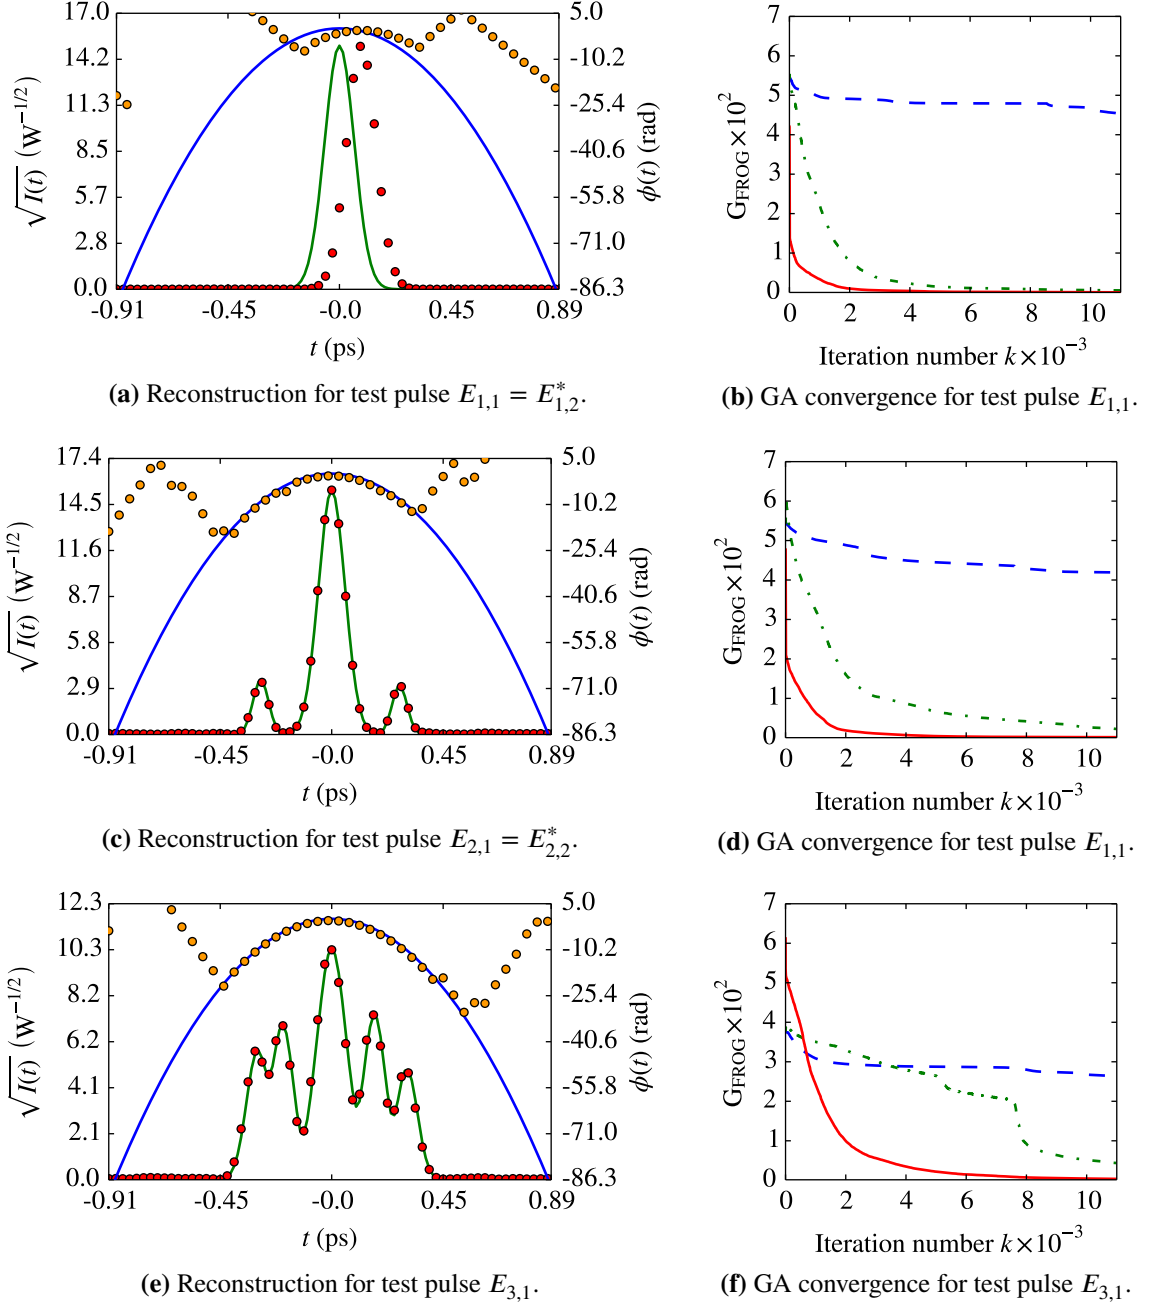 17.0
14.2
11.3
8.5
5.7
2.8
0.0
√I(t) (W⁻¹/²)
5.0
-10.2
-25.4
-40.6
-55.8
-71.0
-86.3
ϕ(t) (rad)
-0.91 -0.45 -0.0 0.45 0.89
t (ps)
(a) Reconstruction for test pulse E₁,₁ = E*₁,₂.
7
6
5
4
3
2
1
0
G_FROG×10²
0 2 4 6 8 10
Iteration number k×10⁻³
(b) GA convergence for test pulse E₁,₁.
17.4
14.5
11.6
8.7
5.8
2.9
0.0
√I(t) (W⁻¹/²)
5.0
-10.2
-25.4
-40.6
-55.8
-71.0
-86.3
ϕ(t) (rad)
-0.91 -0.45 -0.0 0.45 0.89
t (ps)
(c) Reconstruction for test pulse E₂,₁ = E*₂,₂.
7
6
5
4
3
2
1
0
G_FROG×10²
0 2 4 6 8 10
Iteration number k×10⁻³
(d) GA convergence for test pulse E₁,₁.
12.3
10.3
8.2
6.2
4.1
2.1
0.0
√I(t) (W⁻¹/²)
5.0
-10.2
-25.4
-40.6
-55.8
-71.0
-86.3
ϕ(t) (rad)
-0.91 -0.45 -0.0 0.45 0.89
t (ps)
(e) Reconstruction for test pulse E₃,₁.
7
6
5
4
3
2
1
0
G_FROG×10²
0 2 4 6 8 10
Iteration number k×10⁻³
(f) GA convergence for test pulse E₃,₁.